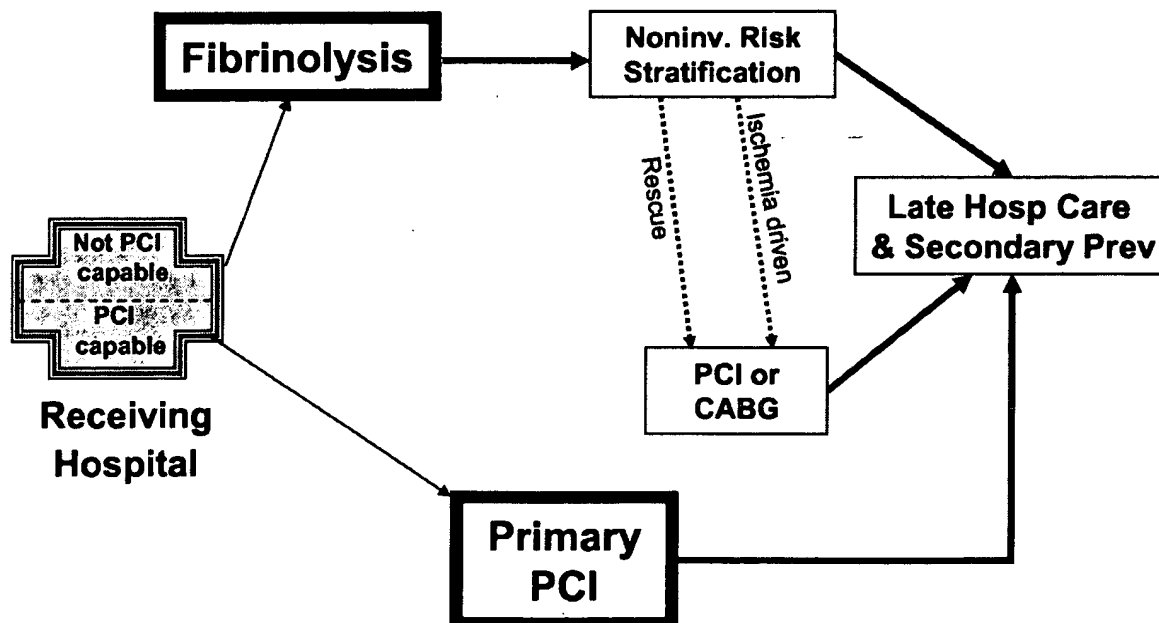 Fibrinolysis
Noninv. Risk
Stratification
Rescue
Ischemia driven
Late Hosp Care
& Secondary Prev
Not PCI
capable
PCI
capable
Receiving
Hospital
PCI or
CABG
Primary
PCI